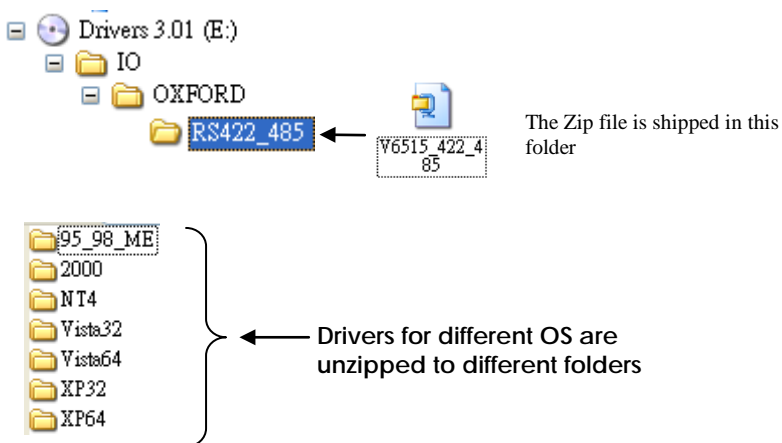 Drivers 3.01 (E:)
IO
OXFORD
RS422_485
V6515_422_4
85
The Zip file is shipped in this
folder
95_98_ME
2000
NT4
Vista32
Vista64
XP32
XP64
Drivers for different OS are
unzipped to different folders